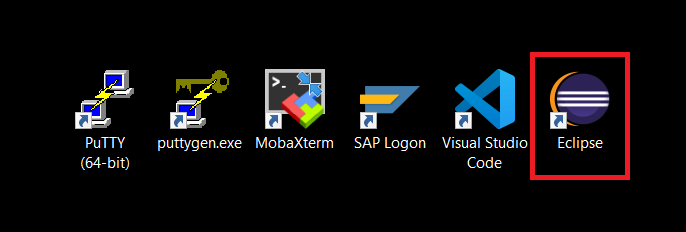 PuTTY
(64-bit)
puttygen.exe
MobaXterm
SAP Logon
Visual Studio
Code
Eclipse